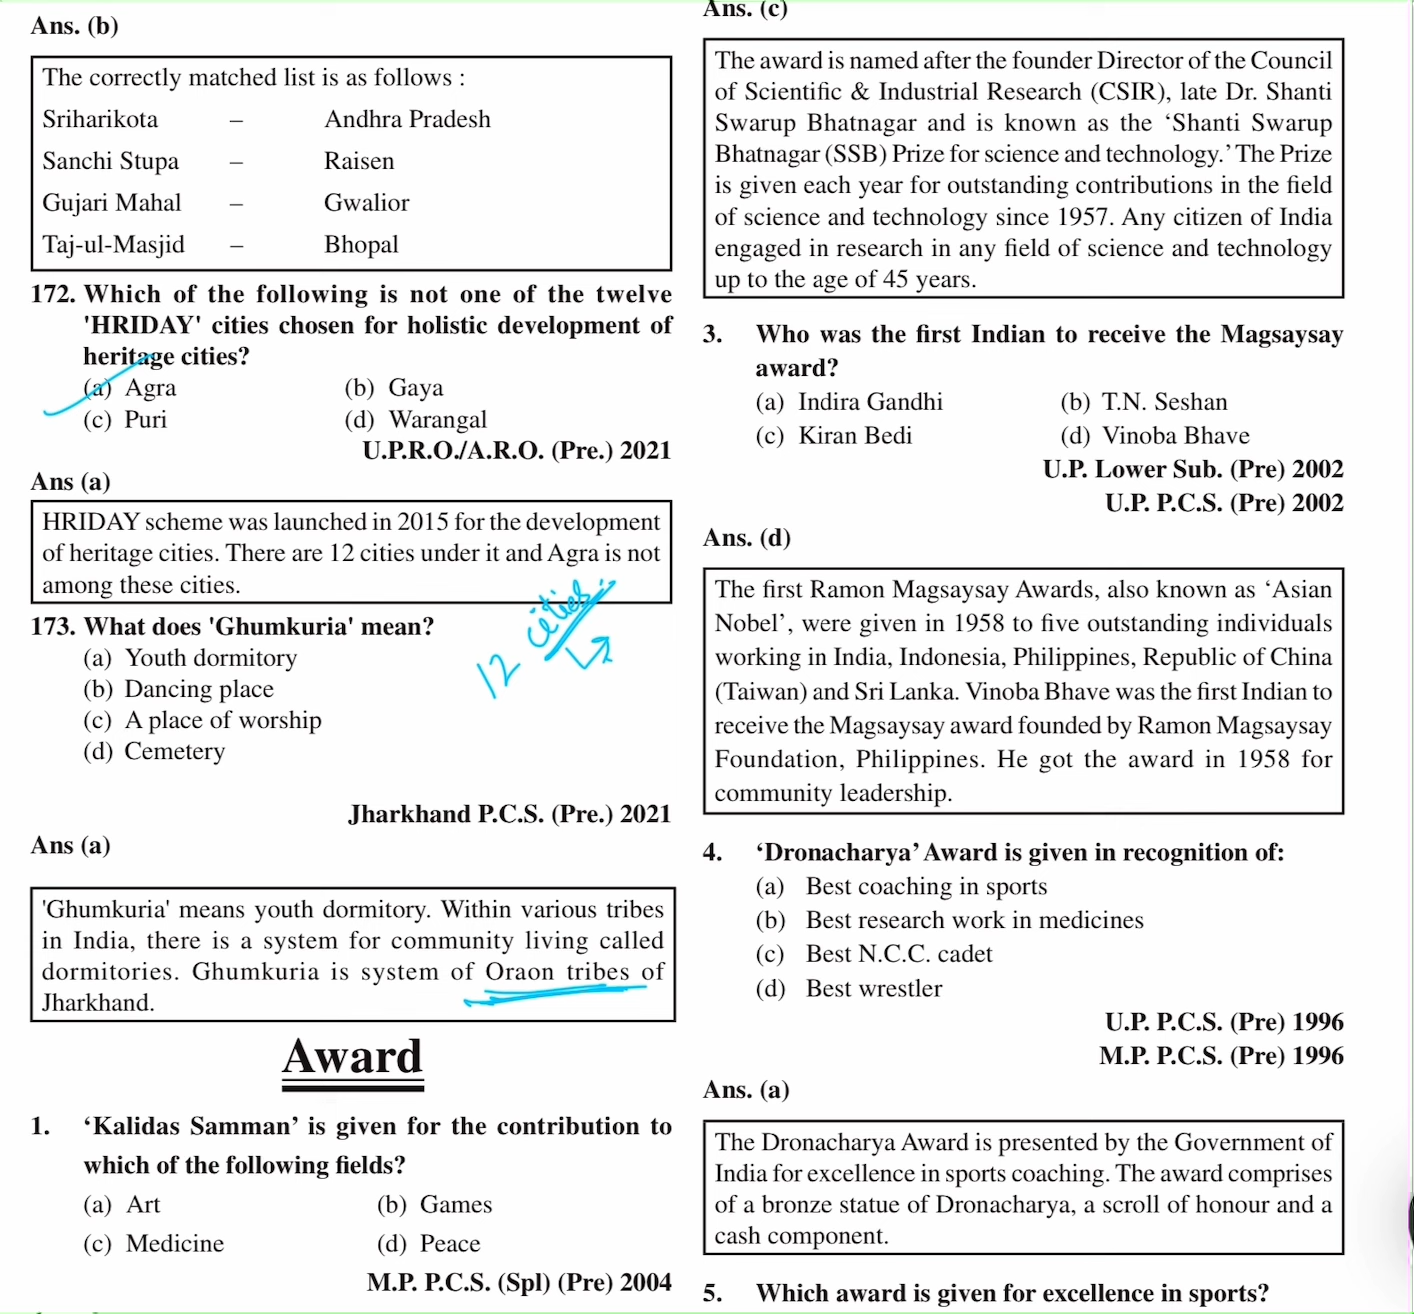 Ans. (b)
The correctly matched list is as follows :
Sriharikota – Andhra Pradesh
Sanchi Stupa – Raisen
Gujari Mahal – Gwalior
Taj-ul-Masjid – Bhopal
172. Which of the following is not one of the twelve
'HRIDAY' cities chosen for holistic development of
heritage cities?
(a) Agra (b) Gaya
(c) Puri (d) Warangal
U.P.R.O./A.R.O. (Pre.) 2021
Ans (a)
HRIDAY scheme was launched in 2015 for the development
of heritage cities. There are 12 cities under it and Agra is not
among these cities.
12 cities
173. What does 'Ghumkuria' mean?
(a) Youth dormitory
(b) Dancing place
(c) A place of worship
(d) Cemetery
Jharkhand P.C.S. (Pre.) 2021
Ans (a)
'Ghumkuria' means youth dormitory. Within various tribes
in India, there is a system for community living called
dormitories. Ghumkuria is system of Oraon tribes of
Jharkhand.
Award
1. ‘Kalidas Samman’ is given for the contribution to
which of the following fields?
(a) Art (b) Games
(c) Medicine (d) Peace
M.P. P.C.S. (Spl) (Pre) 2004
Ans. (c)
The award is named after the founder Director of the Council
of Scientific & Industrial Research (CSIR), late Dr. Shanti
Swarup Bhatnagar and is known as the ‘Shanti Swarup
Bhatnagar (SSB) Prize for science and technology.’ The Prize
is given each year for outstanding contributions in the field
of science and technology since 1957. Any citizen of India
engaged in research in any field of science and technology
up to the age of 45 years.
3. Who was the first Indian to receive the Magsaysay
award?
(a) Indira Gandhi (b) T.N. Seshan
(c) Kiran Bedi (d) Vinoba Bhave
U.P. Lower Sub. (Pre) 2002
U.P. P.C.S. (Pre) 2002
Ans. (d)
The first Ramon Magsaysay Awards, also known as ‘Asian
Nobel’, were given in 1958 to five outstanding individuals
working in India, Indonesia, Philippines, Republic of China
(Taiwan) and Sri Lanka. Vinoba Bhave was the first Indian to
receive the Magsaysay award founded by Ramon Magsaysay
Foundation, Philippines. He got the award in 1958 for
community leadership.
4. ‘Dronacharya’ Award is given in recognition of:
(a) Best coaching in sports
(b) Best research work in medicines
(c) Best N.C.C. cadet
(d) Best wrestler
U.P. P.C.S. (Pre) 1996
M.P. P.C.S. (Pre) 1996
Ans. (a)
The Dronacharya Award is presented by the Government of
India for excellence in sports coaching. The award comprises
of a bronze statue of Dronacharya, a scroll of honour and a
cash component.
5. Which award is given for excellence in sports?